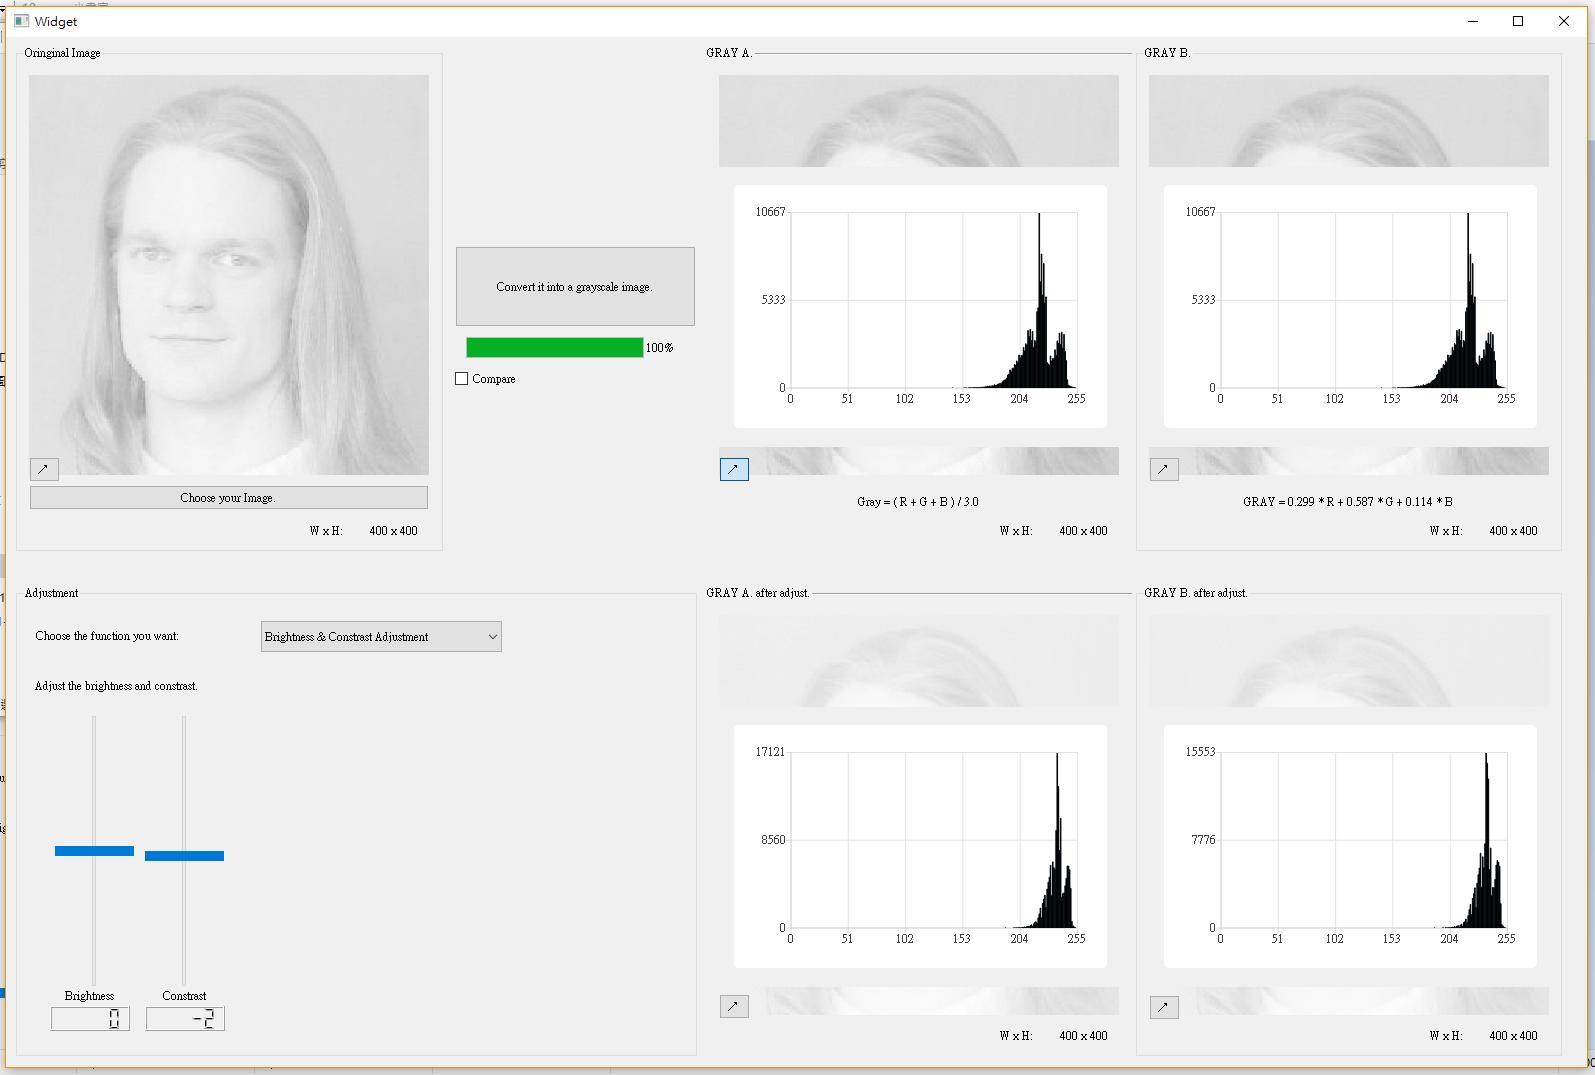 Widget
Oringinal Image
Choose your Image.
W x H: 400 x 400
Convert it into a grayscale image.
100%
Compare
GRAY A.
10667
5333
0
0 51 102 153 204 255
Gray = ( R + G + B ) / 3.0
W x H: 400 x 400
GRAY B.
10667
5333
0
0 51 102 153 204 255
GRAY = 0.299 * R + 0.587 * G + 0.114 * B
W x H: 400 x 400
Adjustment
Choose the function you want:
Brightness & Constrast Adjustment
Adjust the brightness and constrast.
Brightness
Constrast
0
-2
GRAY A. after adjust.
17121
8560
0
0 51 102 153 204 255
W x H: 400 x 400
GRAY B. after adjust.
15553
7776
0
0 51 102 153 204 255
W x H: 400 x 400